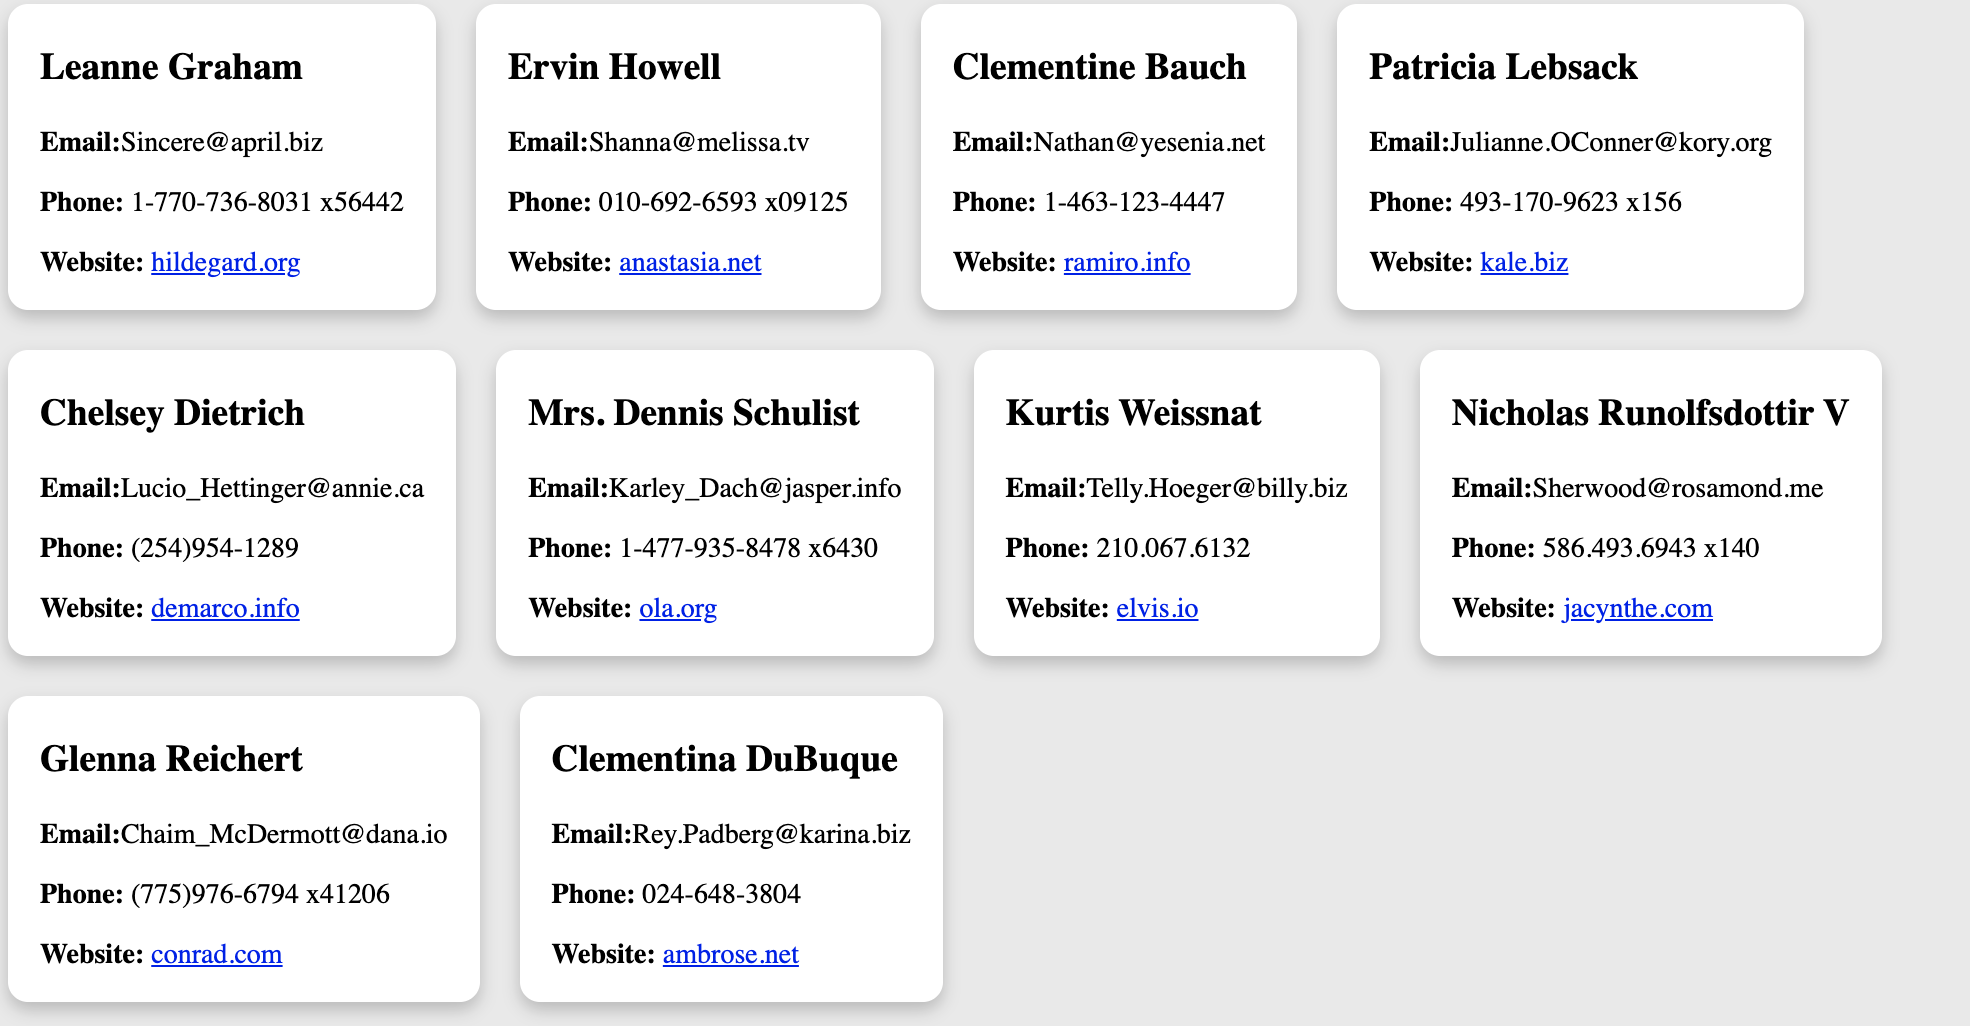 Leanne Graham
Email:Sincere@april.biz
Phone: 1-770-736-8031 x56442
Website: hildegard.org
Ervin Howell
Email:Shanna@melissa.tv
Phone: 010-692-6593 x09125
Website: anastasia.net
Clementine Bauch
Email:Nathan@yesenia.net
Phone: 1-463-123-4447
Website: ramiro.info
Patricia Lebsack
Email:Julianne.OConner@kory.org
Phone: 493-170-9623 x156
Website: kale.biz
Chelsey Dietrich
Email:Lucio_Hettinger@annie.ca
Phone: (254)954-1289
Website: demarco.info
Mrs. Dennis Schulist
Email:Karley_Dach@jasper.info
Phone: 1-477-935-8478 x6430
Website: ola.org
Kurtis Weissnat
Email:Telly.Hoeger@billy.biz
Phone: 210.067.6132
Website: elvis.io
Nicholas Runolfsdottir V
Email:Sherwood@rosamond.me
Phone: 586.493.6943 x140
Website: jacynthe.com
Glenna Reichert
Email:Chaim_McDermott@dana.io
Phone: (775)976-6794 x41206
Website: conrad.com
Clementina DuBuque
Email:Rey.Padberg@karina.biz
Phone: 024-648-3804
Website: ambrose.net